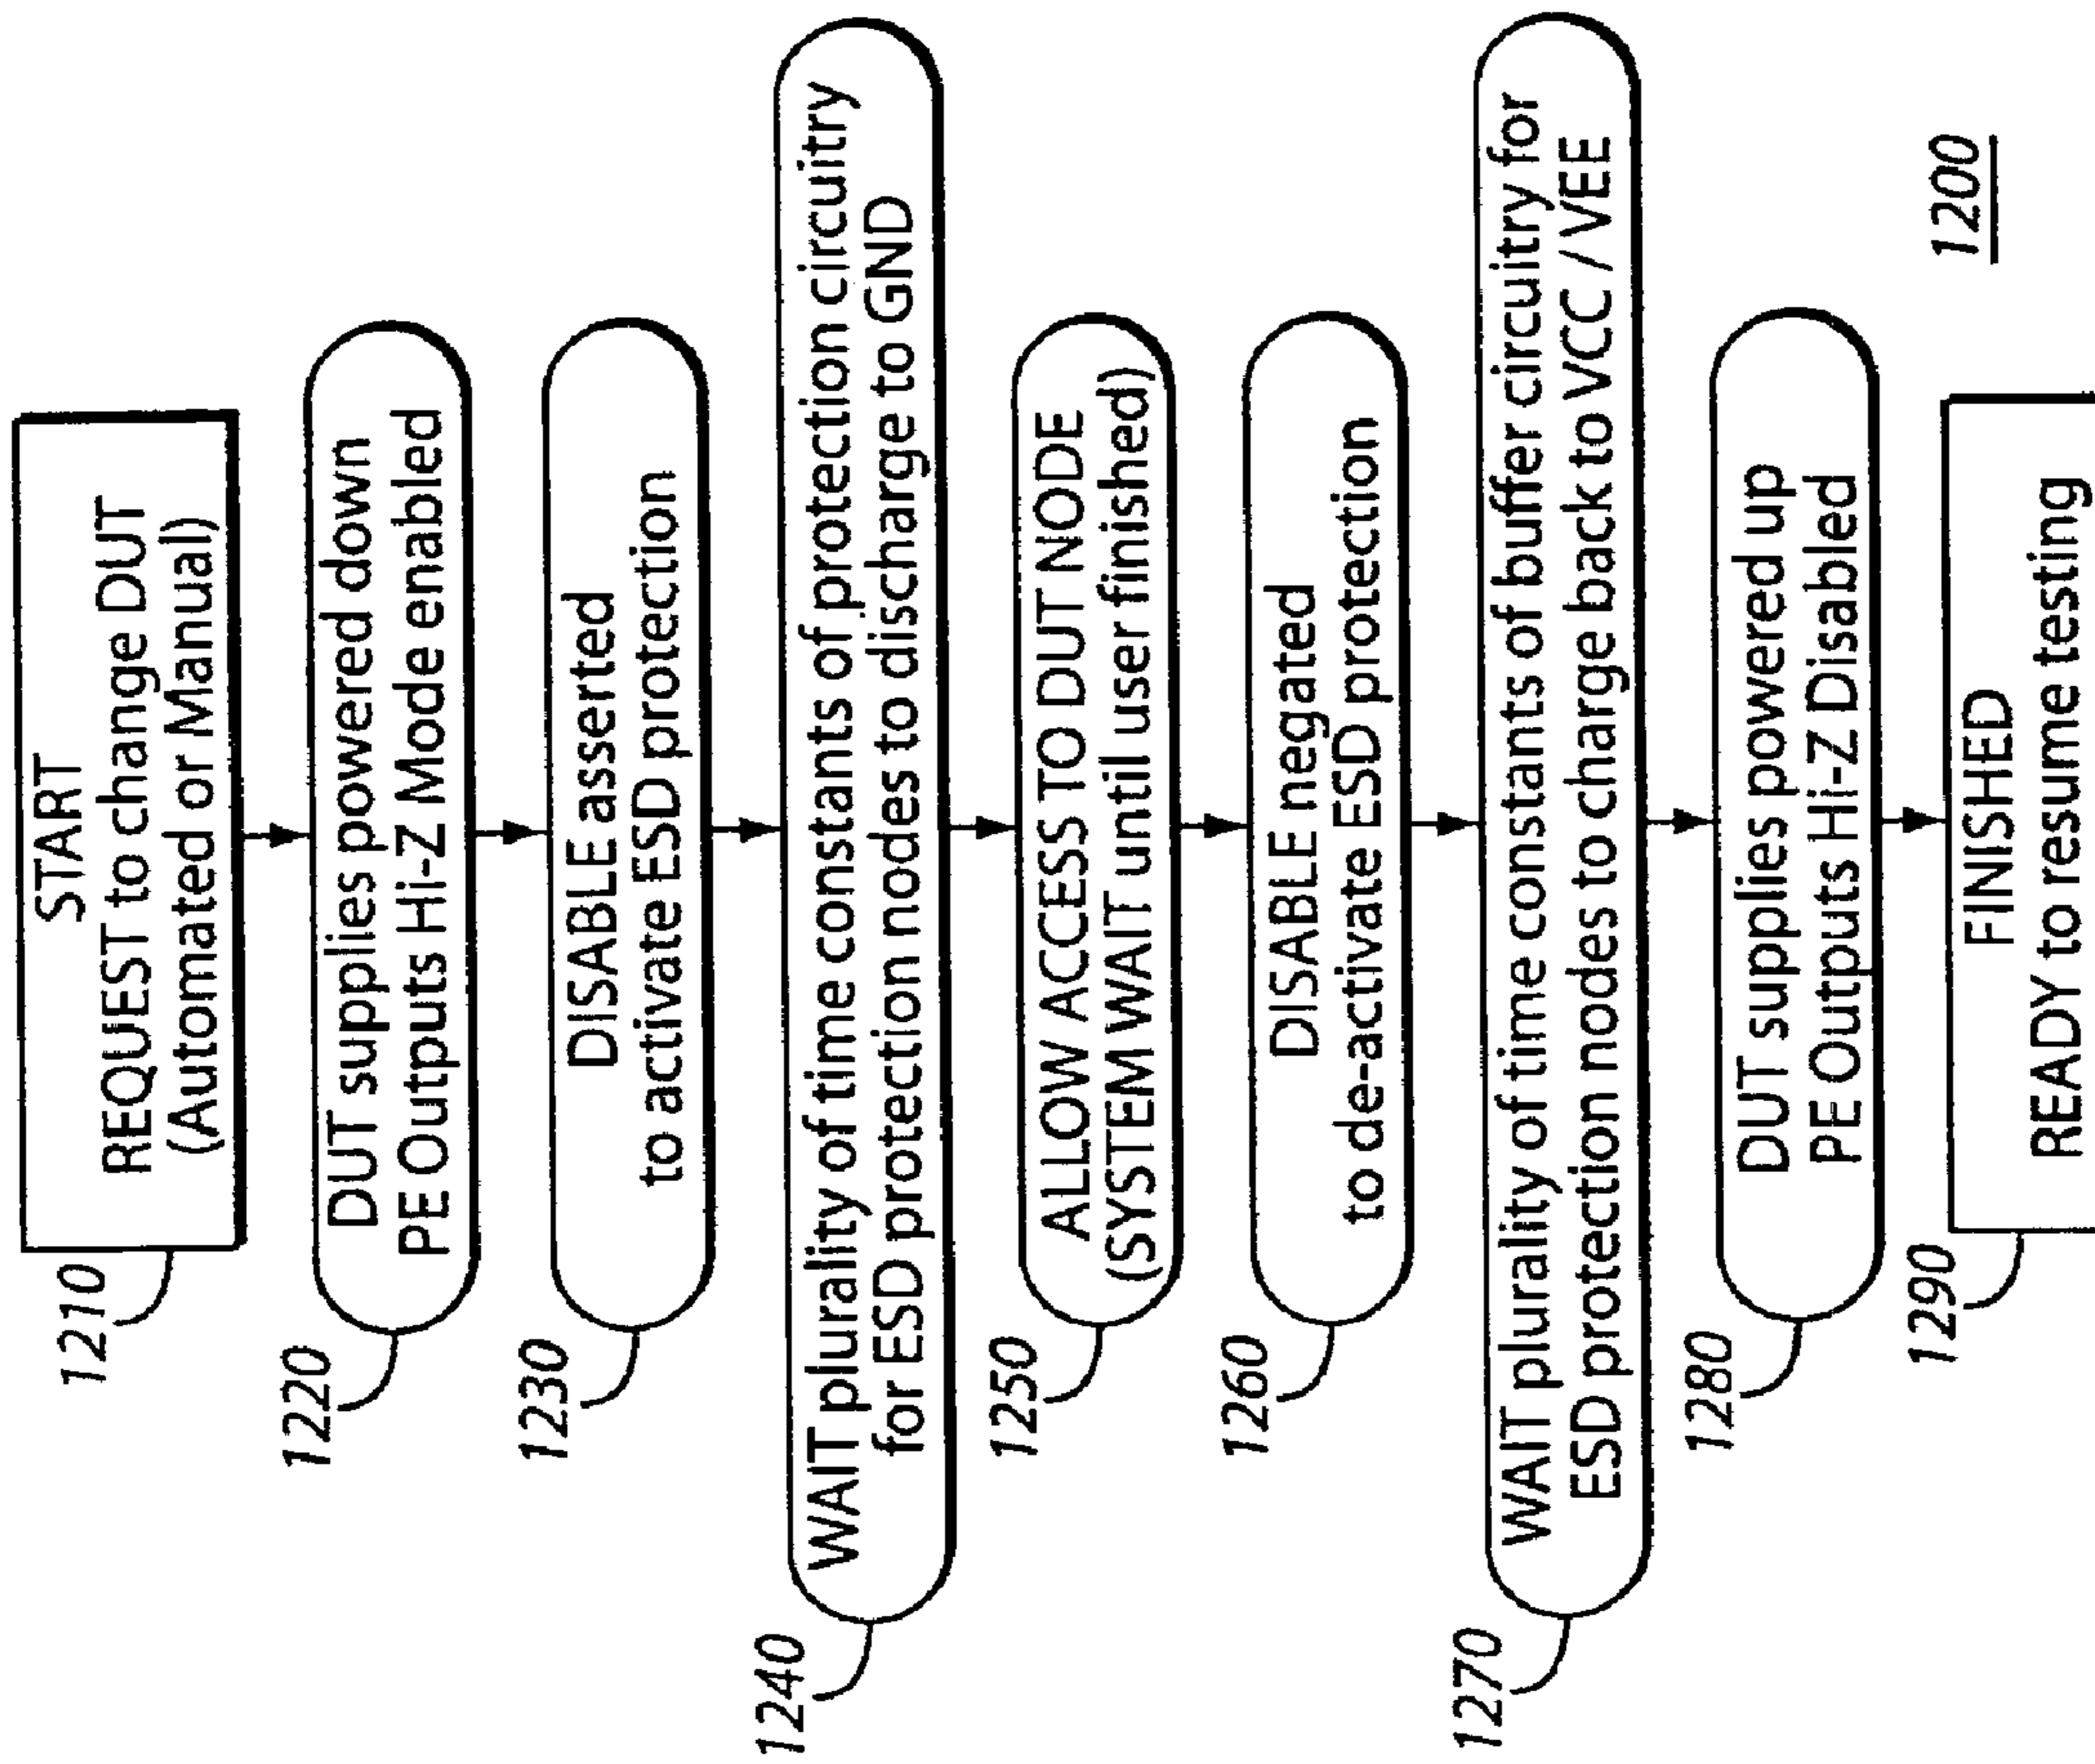 START
REQUEST to change DUT
(Automated or Manual)
1210
DUT supplies powered down
PE Outputs Hi-Z Mode enabled
1220
DISABLE asserted
to activate ESD protection
1230
WAIT plurality of time constants of protection circuitry
for ESD protection nodes to discharge to GND
1240
ALLOW ACCESS TO DUT NODE
(SYSTEM WAIT until user finished)
1250
DISABLE negated
to de-activate ESD protection
1260
WAIT plurality of time constants of buffer circuitry for
ESD protection nodes to charge back to VCC / VEE
1270
DUT supplies powered up
PE Outputs Hi-Z Disabled
1280
FINISHED
READY to resume testing
1290
1200